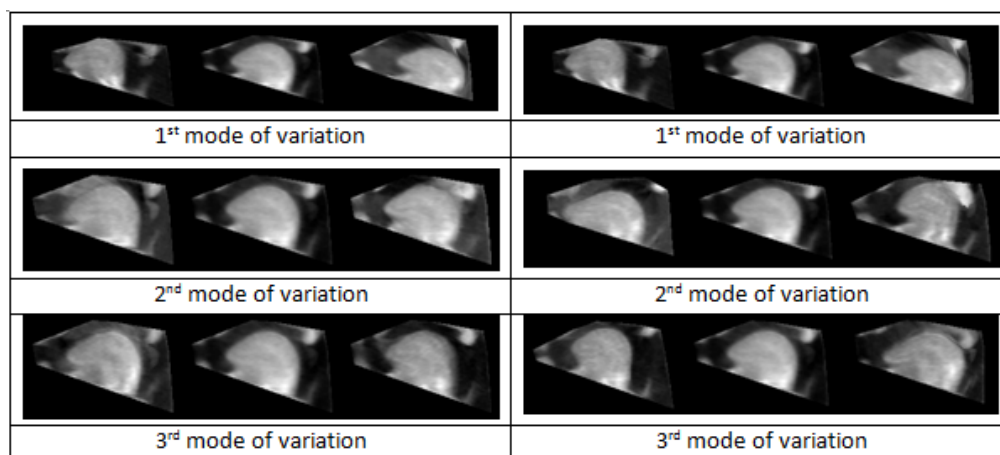 1st mode of variation
1st mode of variation
2nd mode of variation
2nd mode of variation
3rd mode of variation
3rd mode of variation